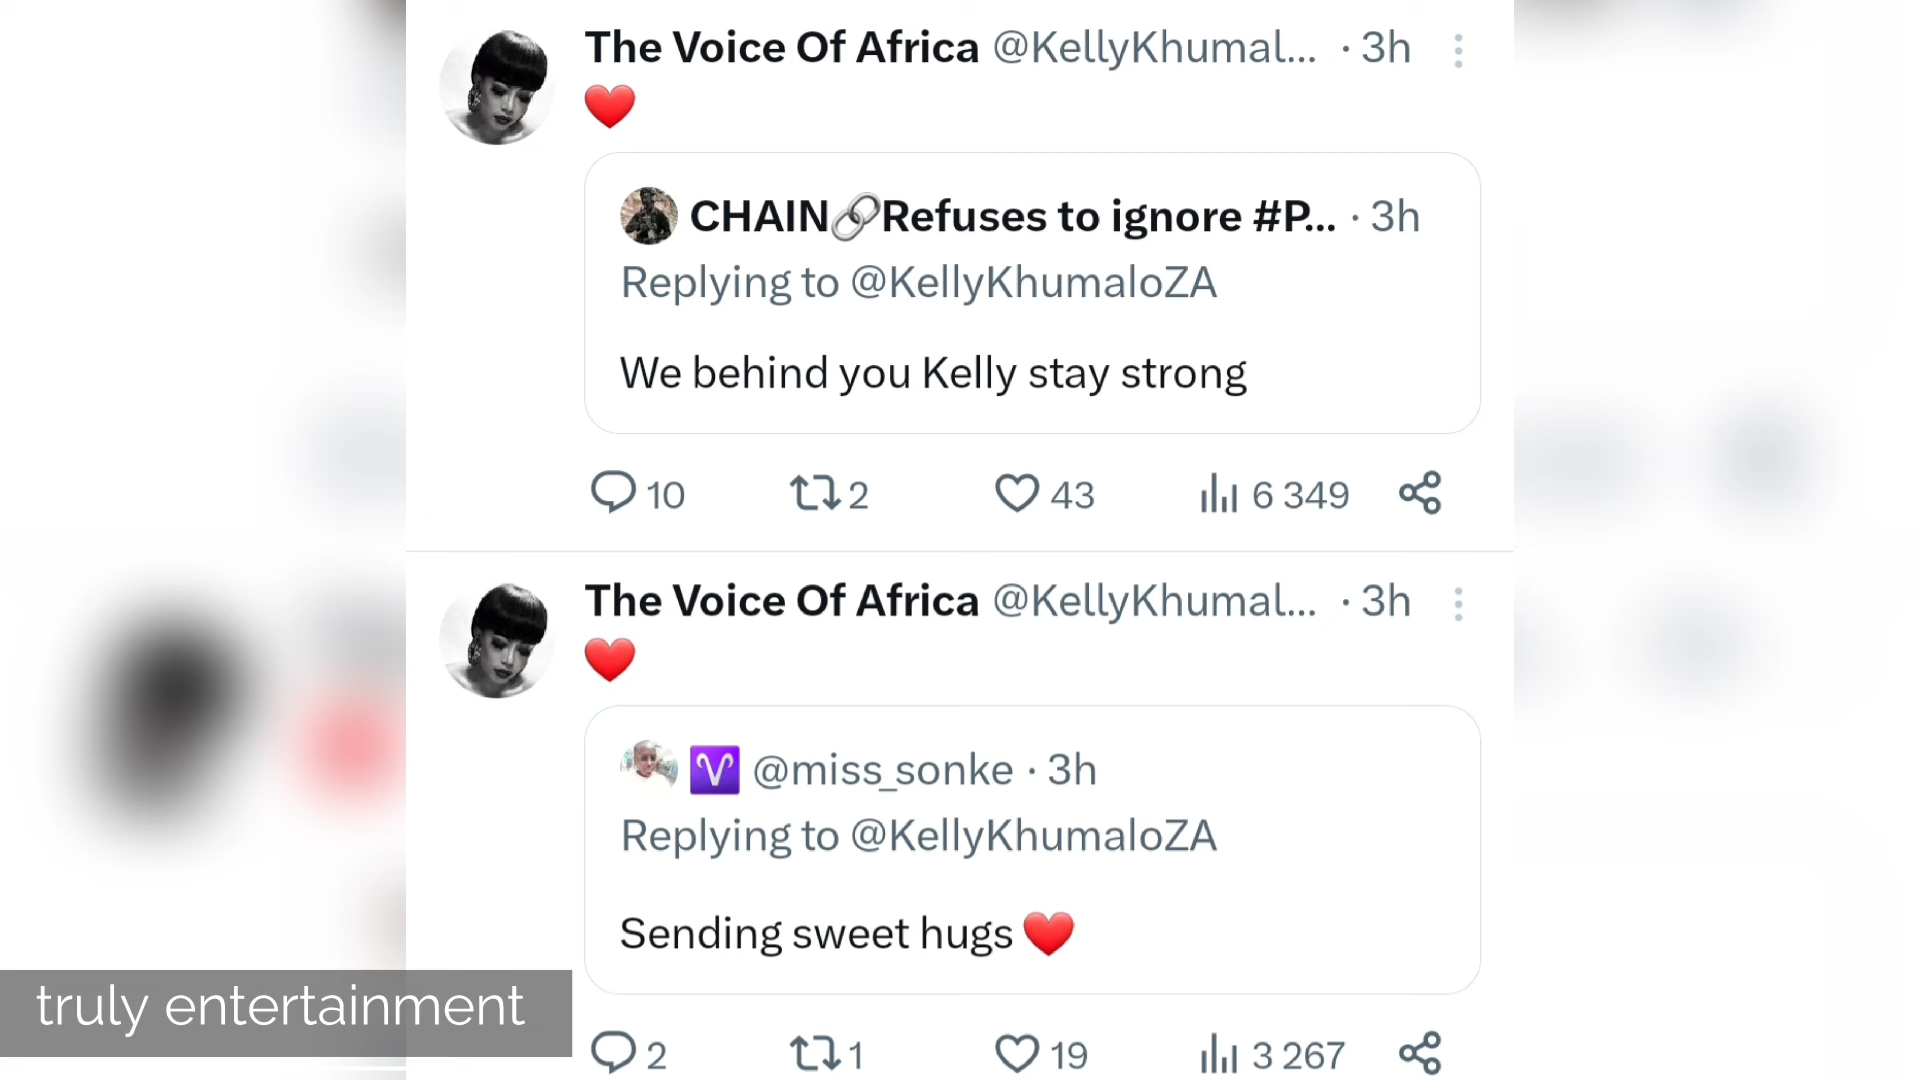 The Voice Of Africa @KellyKhumal... · 3h
❤️
CHAIN🔗Refuses to ignore #P... · 3h
Replying to @KellyKhumaloZA
We behind you Kelly stay strong
10 2 43 6 349
The Voice Of Africa @KellyKhumal... · 3h
❤️
♈ @miss_sonke · 3h
Replying to @KellyKhumaloZA
Sending sweet hugs ❤️
truly entertainment
2 1 19 3 267